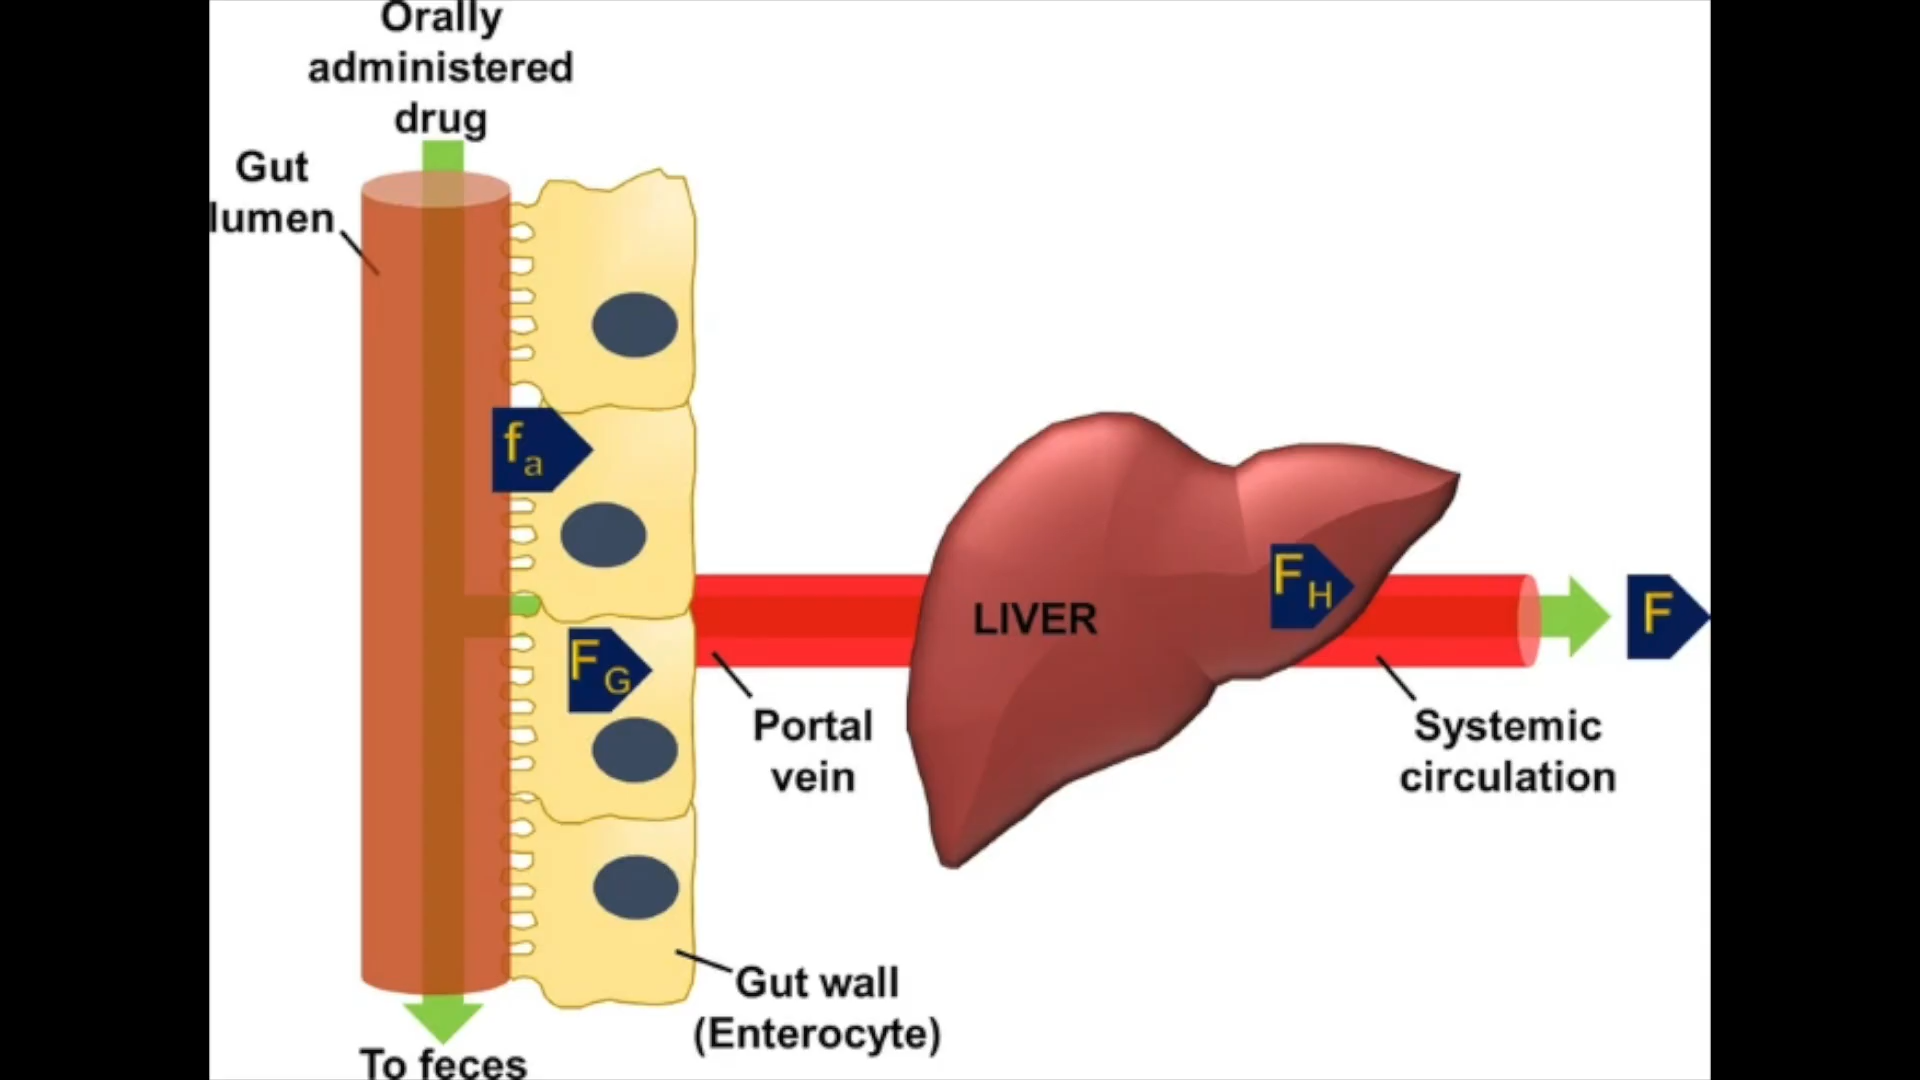 Orally
administered
drug
Gut
lumen
fa
FG
LIVER
FH
F
Portal
vein
Systemic
circulation
Gut wall
(Enterocyte)
To feces